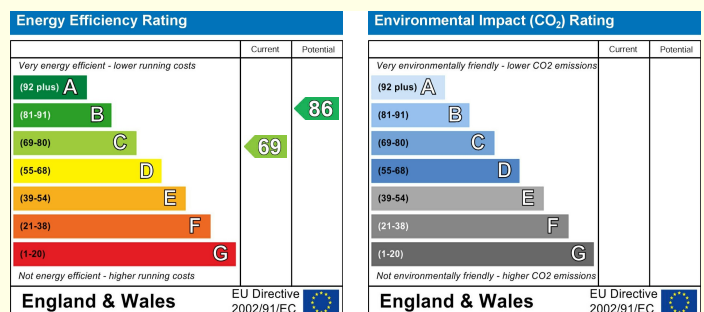 Energy Efficiency Rating
Current Potential
Very energy efficient - lower running costs
(92 plus) A
(81-91) B
(69-80) C
(55-68) D
(39-54) E
(21-38) F
(1-20) G
86
69
Not energy efficient - higher running costs
England & Wales
EU Directive
2002/91/EC
Environmental Impact (CO₂) Rating
Current Potential
Very environmentally friendly - lower CO2 emissions
(92 plus) A
(81-91) B
(69-80) C
(55-68) D
(39-54) E
(21-38) F
(1-20) G
Not environmentally friendly - higher CO2 emissions
England & Wales
EU Directive
2002/91/EC